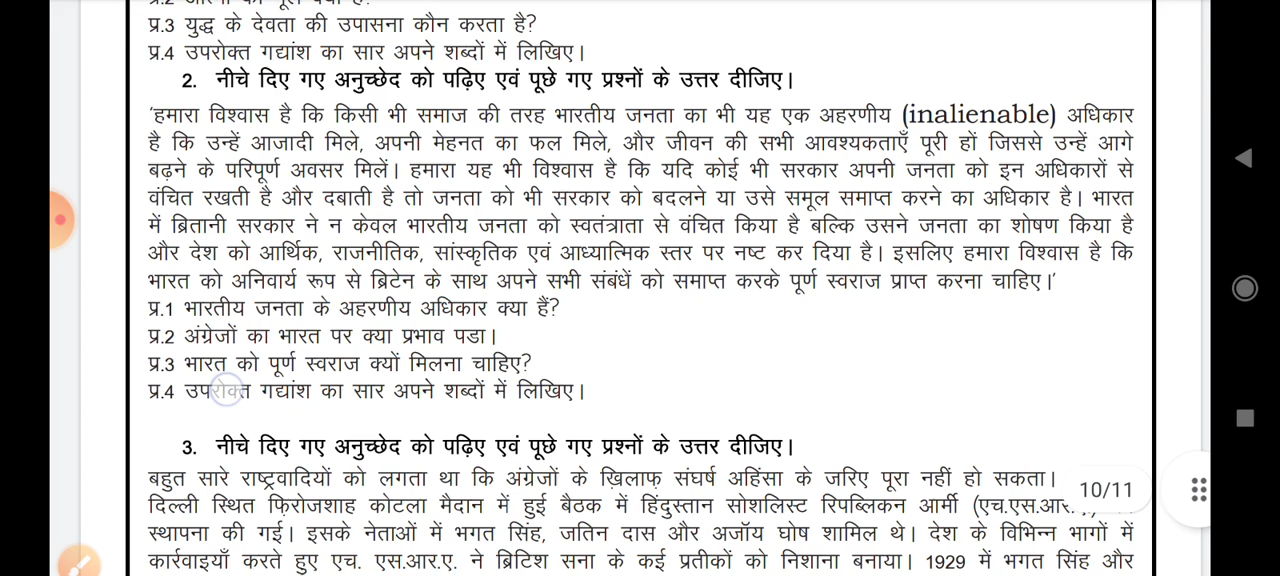 प्र.3 युद्ध के देवता की उपासना कौन करता है?
प्र.4 उपरोक्त गद्यांश का सार अपने शब्दों में लिखिए।
2. नीचे दिए गए अनुच्छेद को पढ़िए एवं पूछे गए प्रश्नों के उत्तर दीजिए।
'हमारा विश्वास है कि किसी भी समाज की तरह भारतीय जनता का भी यह एक अहरणीय (inalienable) अधिकार
है कि उन्हें आजादी मिले, अपनी मेहनत का फल मिले, और जीवन की सभी आवश्यकताएँ पूरी हों जिससे उन्हें आगे
बढ़ने के परिपूर्ण अवसर मिलें। हमारा यह भी विश्वास है कि यदि कोई भी सरकार अपनी जनता को इन अधिकारों से
वंचित रखती है और दबाती है तो जनता को भी सरकार को बदलने या उसे समूल समाप्त करने का अधिकार है। भारत
में ब्रितानी सरकार ने न केवल भारतीय जनता को स्वतंत्राता से वंचित किया है बल्कि उसने जनता का शोषण किया है
और देश को आर्थिक, राजनीतिक, सांस्कृतिक एवं आध्यात्मिक स्तर पर नष्ट कर दिया है। इसलिए हमारा विश्वास है कि
भारत को अनिवार्य रूप से ब्रिटेन के साथ अपने सभी संबंधें को समाप्त करके पूर्ण स्वराज प्राप्त करना चाहिए।'
प्र.1 भारतीय जनता के अहरणीय अधिकार क्या हैं?
प्र.2 अंग्रेजों का भारत पर क्या प्रभाव पडा।
प्र.3 भारत को पूर्ण स्वराज क्यों मिलना चाहिए?
प्र.4 उपरोक्त गद्यांश का सार अपने शब्दों में लिखिए।
3. नीचे दिए गए अनुच्छेद को पढ़िए एवं पूछे गए प्रश्नों के उत्तर दीजिए।
बहुत सारे राष्ट्रवादियों को लगता था कि अंग्रेजों के ख़िलाफ़ संघर्ष अहिंसा के जरिए पूरा नहीं हो सकता।
10/11
दिल्ली स्थित फ़िरोजशाह कोटला मैदान में हुई बैठक में हिंदुस्तान सोशलिस्ट रिपब्लिकन आर्मी (एच.एस.आर.
स्थापना की गई। इसके नेताओं में भगत सिंह, जतिन दास और अजॉय घोष शामिल थे। देश के विभिन्न भागों में
कार्रवाइयाँ करते हुए एच. एस.आर.ए. ने ब्रिटिश सना के कई प्रतीकों को निशाना बनाया। 1929 में भगत सिंह और